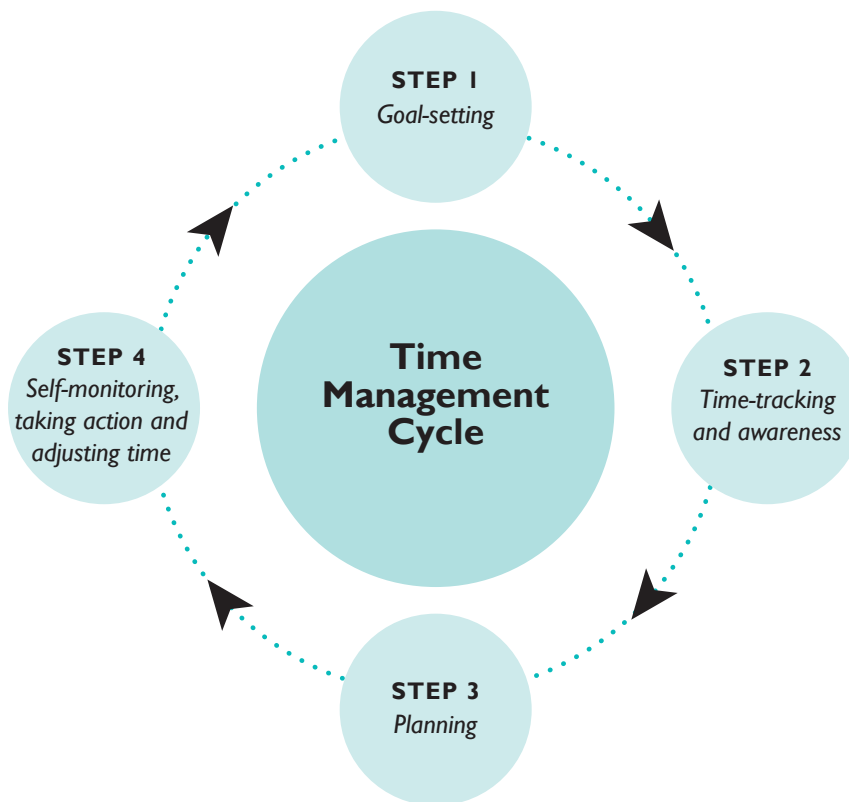 STEP 1
Goal-setting
Time
Management
Cycle
STEP 2
Time-tracking
and awareness
STEP 3
Planning
STEP 4
Self-monitoring,
taking action and
adjusting time